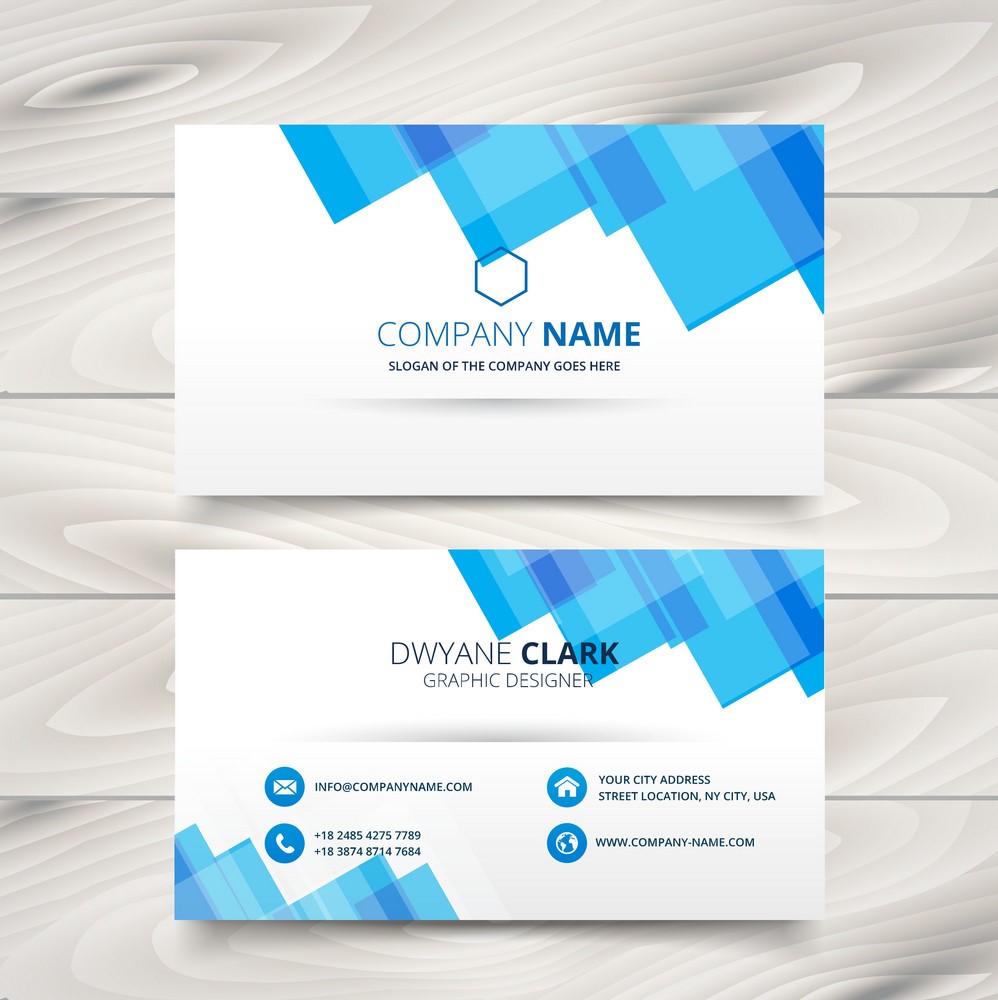 COMPANY NAME
SLOGAN OF THE COMPANY GOES HERE
DWYANE CLARK
GRAPHIC DESIGNER
INFO@COMPANYNAME.COM
+18 2485 4275 7789
+18 3874 8714 7684
YOUR CITY ADDRESS
STREET LOCATION, NY CITY, USA
WWW.COMPANY-NAME.COM